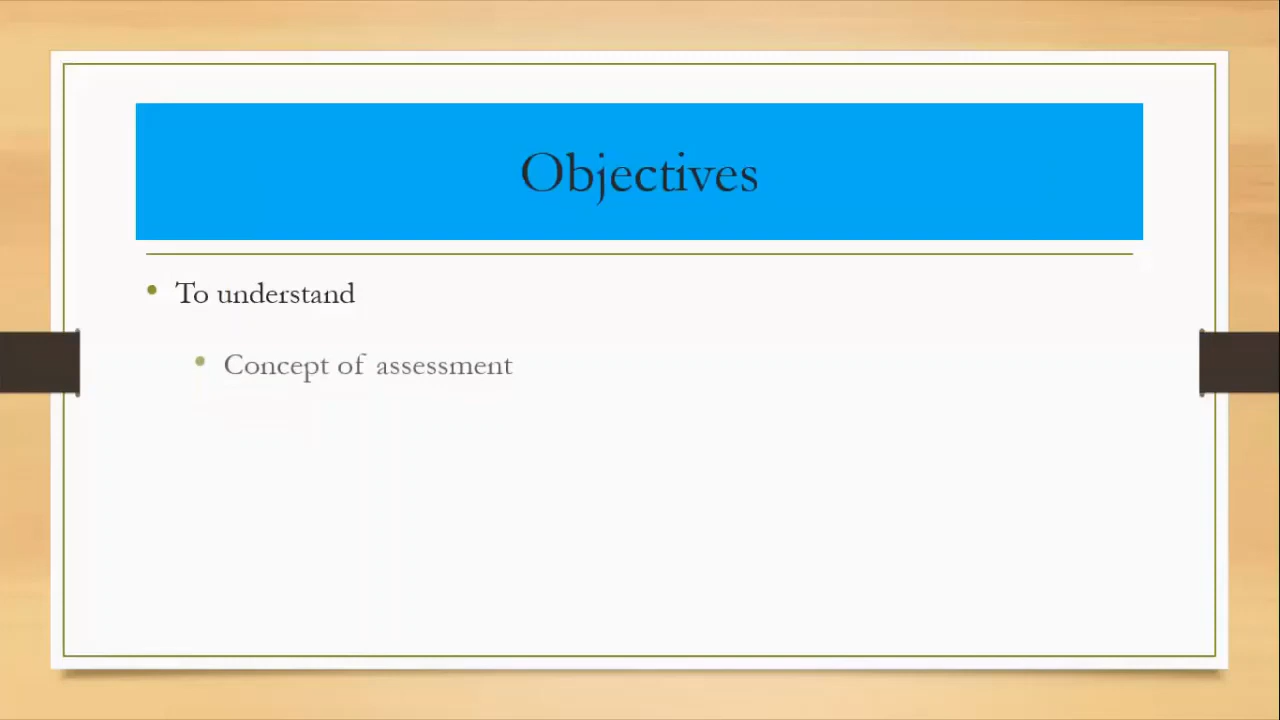 Objectives
• To understand
• Concept of assessment